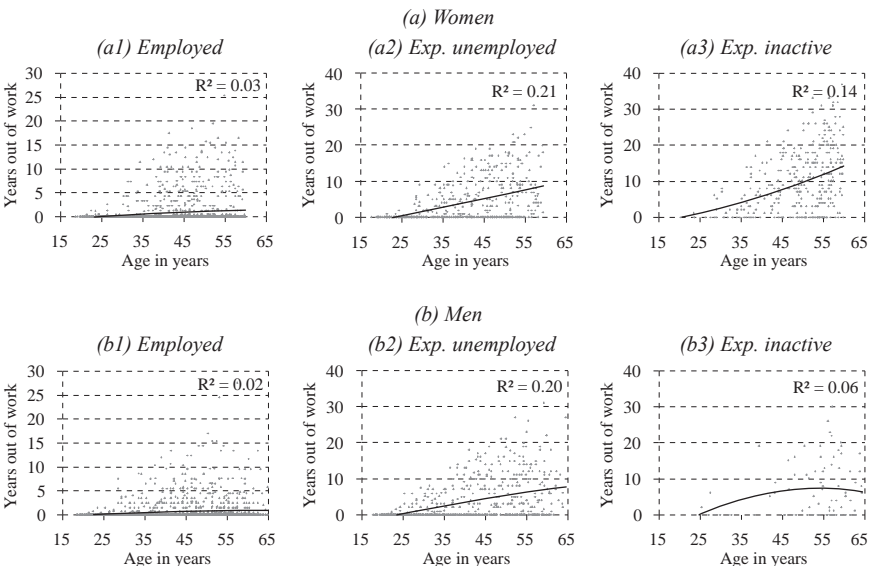 (a) Women
(a1) Employed
(a2) Exp. unemployed
(a3) Exp. inactive
Years out of work
30
25
20
15
10
5
0
R² = 0.03
15 25 35 45 55 65
Age in years
Years out of work
40
30
20
10
0
R² = 0.21
15 25 35 45 55 65
Age in years
Years out of work
40
30
20
10
0
R² = 0.14
15 25 35 45 55 65
Age in years
(b) Men
(b1) Employed
(b2) Exp. unemployed
(b3) Exp. inactive
Years out of work
30
25
20
15
10
5
0
R² = 0.02
15 25 35 45 55 65
Age in years
Years out of work
40
30
20
10
0
R² = 0.20
15 25 35 45 55 65
Age in years
Years out of work
40
30
20
10
0
R² = 0.06
15 25 35 45 55 65
Age in years